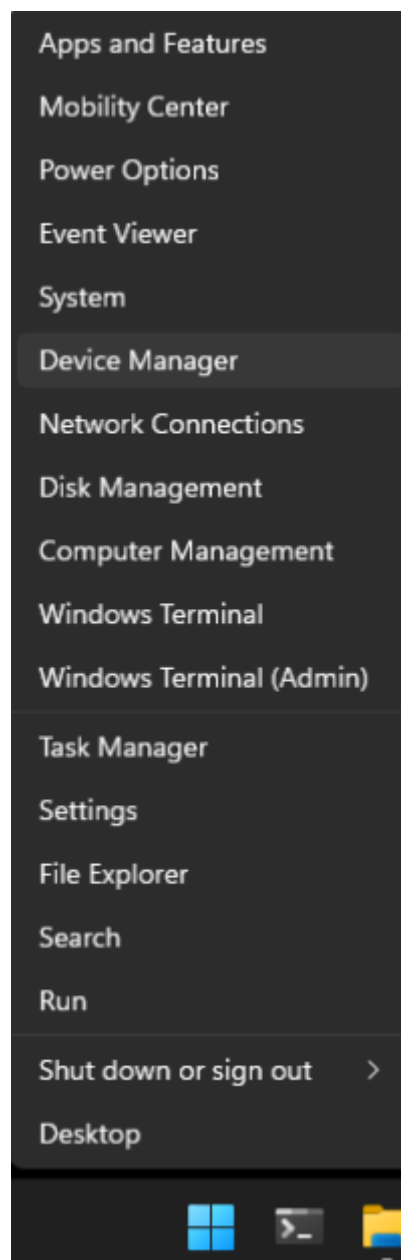 Apps and Features
Mobility Center
Power Options
Event Viewer
System
Device Manager
Network Connections
Disk Management
Computer Management
Windows Terminal
Windows Terminal (Admin)
Task Manager
Settings
File Explorer
Search
Run
Shut down or sign out
Desktop